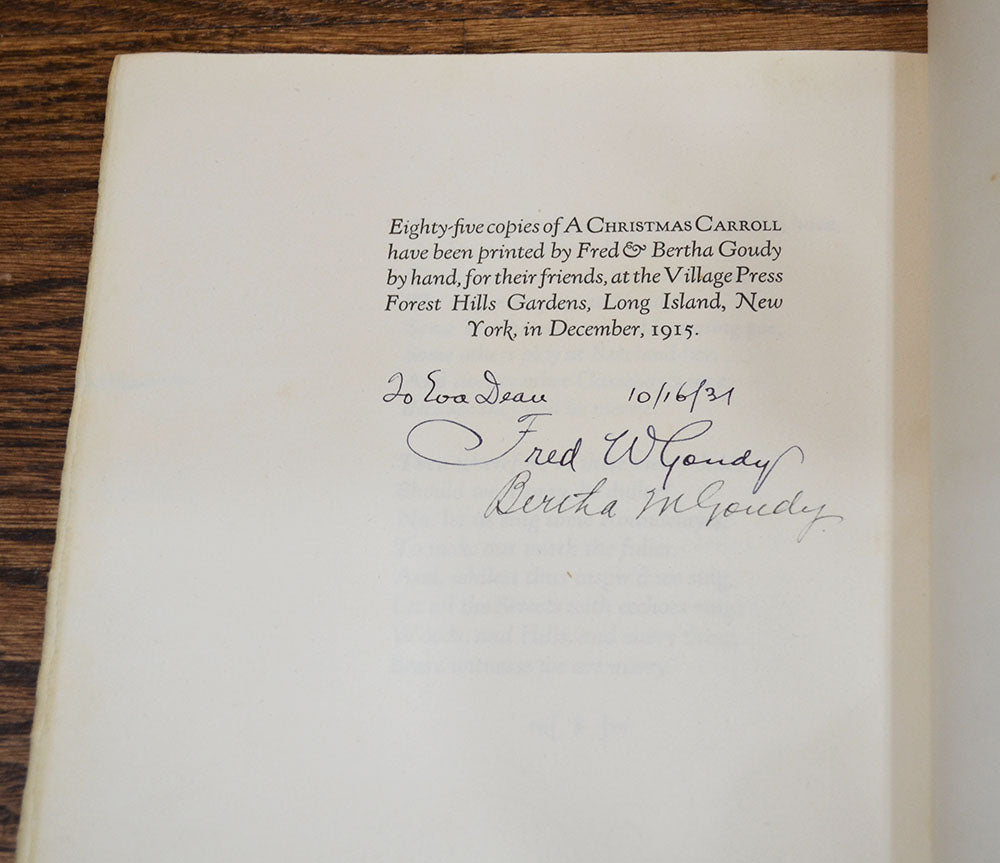 Eighty-five copies of A CHRISTMAS CARROLL
have been printed by Fred & Bertha Goudy
by hand, for their friends, at the Village Press
Forest Hills Gardens, Long Island, New
York, in December, 1915.
To Eva Dean 10/16/31
Fred W Goudy
Bertha M Goudy